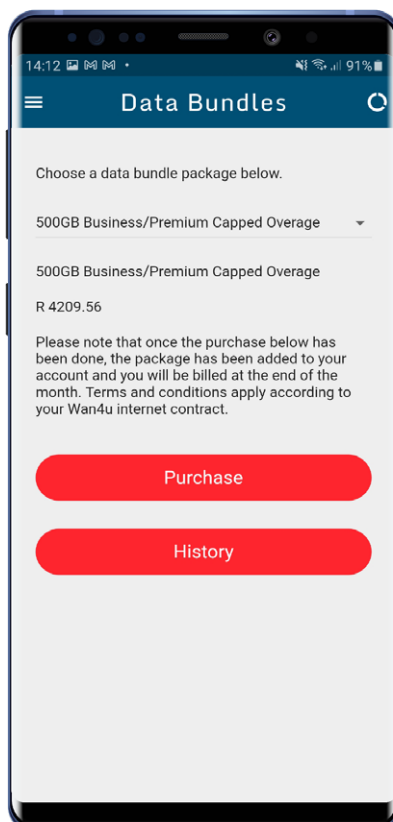 14:12
91%
Data Bundles
Choose a data bundle package below.
500GB Business/Premium Capped Overage
500GB Business/Premium Capped Overage
R 4209.56
Please note that once the purchase below has
been done, the package has been added to your
account and you will be billed at the end of the
month. Terms and conditions apply according to
your Wan4u internet contract.
Purchase
History